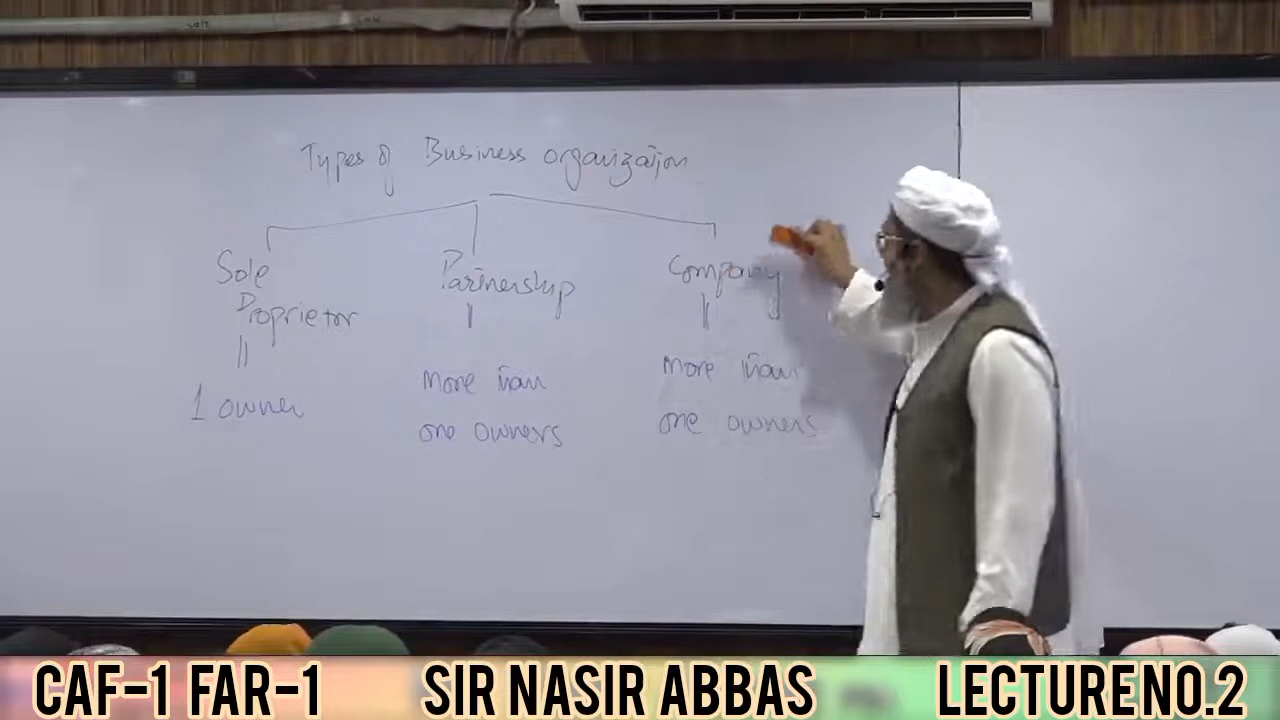 Types of Business organization
Sole
Proprietor
Partnership
Company
1 owner
more than
one owners
more than
one owners
CAF-1 FAR-1 SIR NASIR ABBAS LECTURE NO.2